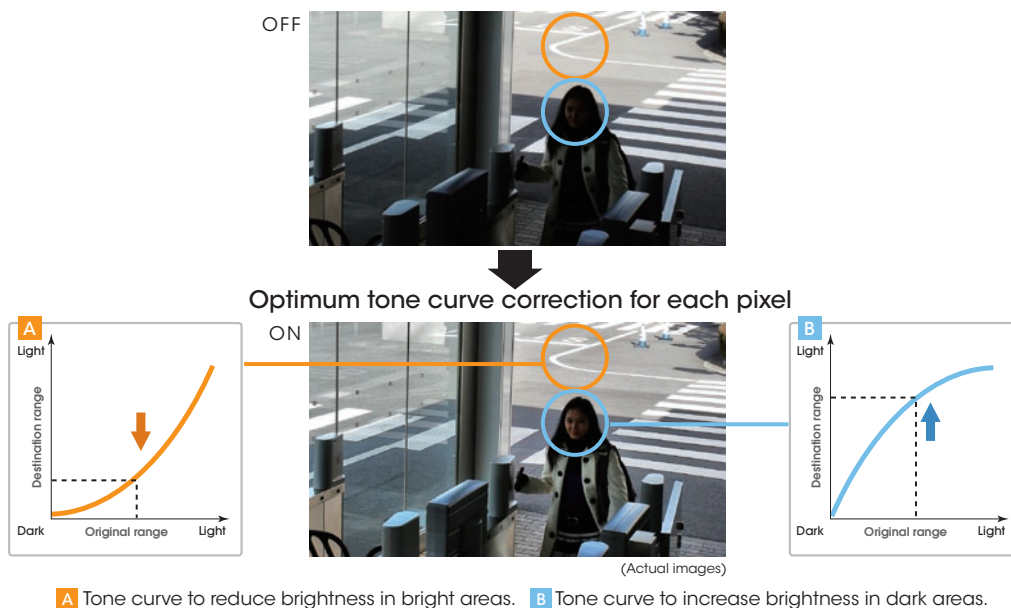 OFF
Optimum tone curve correction for each pixel
A
Light
Destination range
Dark
Original range
Light
ON
B
Light
Destination range
Dark
Original range
Light
(Actual images)
A Tone curve to reduce brightness in bright areas. B Tone curve to increase brightness in dark areas.